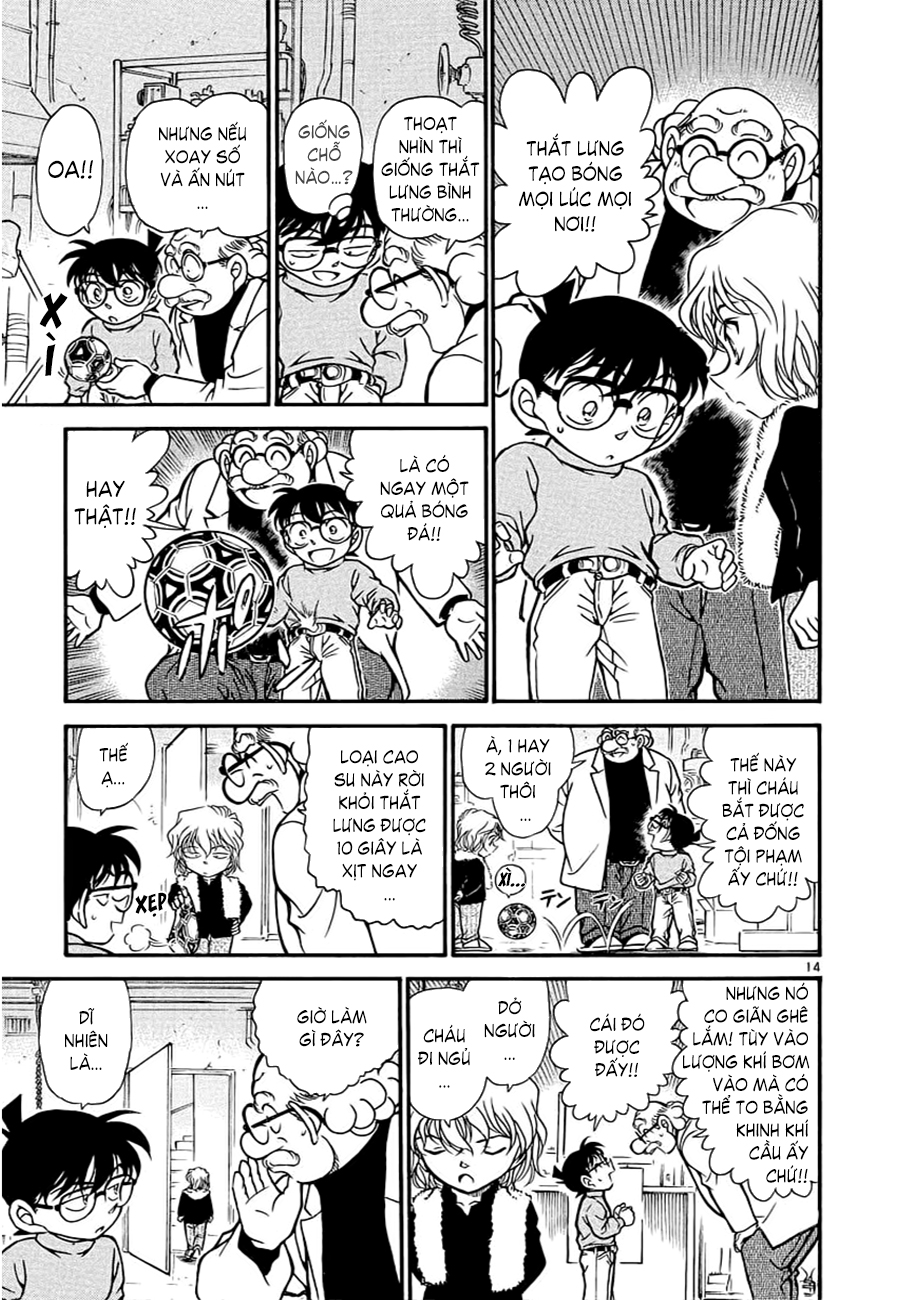 THẮT LƯNG
TẠO BÓNG
MỌI LÚC MỌI
NƠI!!
THOẠT
NHÌN THÌ
GIỐNG THẮT
LƯNG BÌNH
THƯỜNG...
GIỐNG
CHỖ
NÀO...?
NHƯNG NẾU
XOAY SỐ
VÀ ẤN NÚT
...
OA!!
XÌ
LÀ CÓ
NGAY MỘT
QUẢ BÓNG
ĐÁ!!
HAY
THẬT!!
THẾ NÀY
THÌ CHÁU
BẮT ĐƯỢC
CẢ ĐỐNG
TỘI PHẠM
ẤY CHỨ!!
À, 1 HAY
2 NGƯỜI
THÔI
...
XÌ...
テン
テン
LOẠI CAO
SU NÀY RỜI
KHỎI THẮT
LƯNG ĐƯỢC
10 GIÂY LÀ
XỊT NGAY
...
THẾ
Ạ...
XẸP
14
NHƯNG NÓ
CO GIÃN GHÊ
LẮM! TÙY VÀO
LƯỢNG KHÍ BƠM
VÀO MÀ CÓ
THỂ TO BẰNG
KHINH KHÍ
CẦU ẤY
CHỨ!!
CÁI ĐÓ
ĐƯỢC
ĐẤY!!
DỞ
NGƯỜI
...
CHÁU
ĐI NGỦ
...
GIỜ LÀM
GÌ ĐÂY?
DĨ
NHIÊN
LÀ...